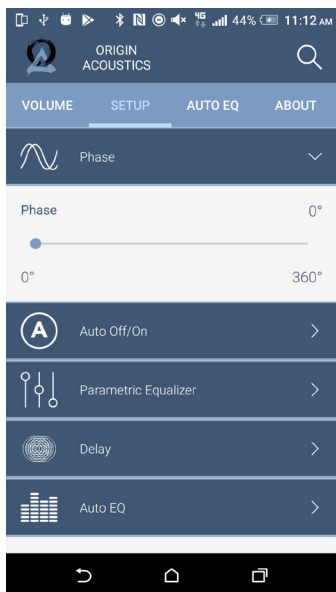 4G 44% 11:12 AM
ORIGIN
ACOUSTICS
VOLUME SETUP AUTO EQ ABOUT
Phase
Phase 0°
0° 360°
A Auto Off/On
Parametric Equalizer
Delay
Auto EQ